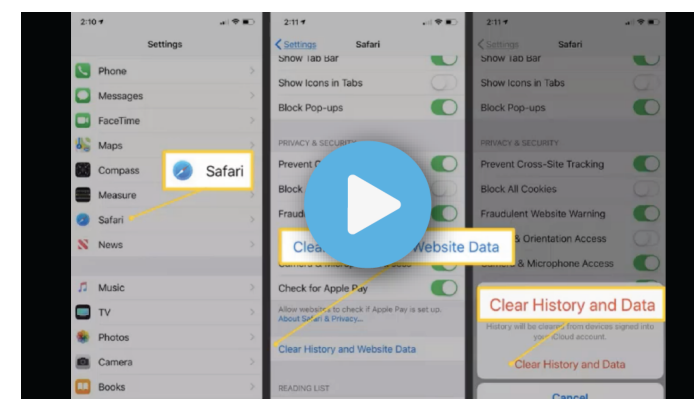 2:10
Settings
Phone
Messages
FaceTime
Maps
Compass
Safari
Measure
Safari
News
Music
TV
Photos
Camera
Books
2:11
Settings
Safari
Show Tab Bar
Show Icons in Tabs
Block Pop-ups
PRIVACY & SECURITY
Prevent
Block
Clear Website Data
Check for Apple Pay
Allow websites to check if Apple Pay is set up.
About Safari & Privacy...
Clear History and Website Data
READING LIST
2:11
Settings
Safari
Show Tab Bar
Show Icons in Tabs
Block Pop-ups
PRIVACY & SECURITY
Prevent Cross-Site Tracking
Block All Cookies
Fraudulent Website Warning
& Orientation Access
& Microphone Access
Clear History and Data
History will be cleared from devices signed into
your iCloud account.
Clear History and Data
Cancel